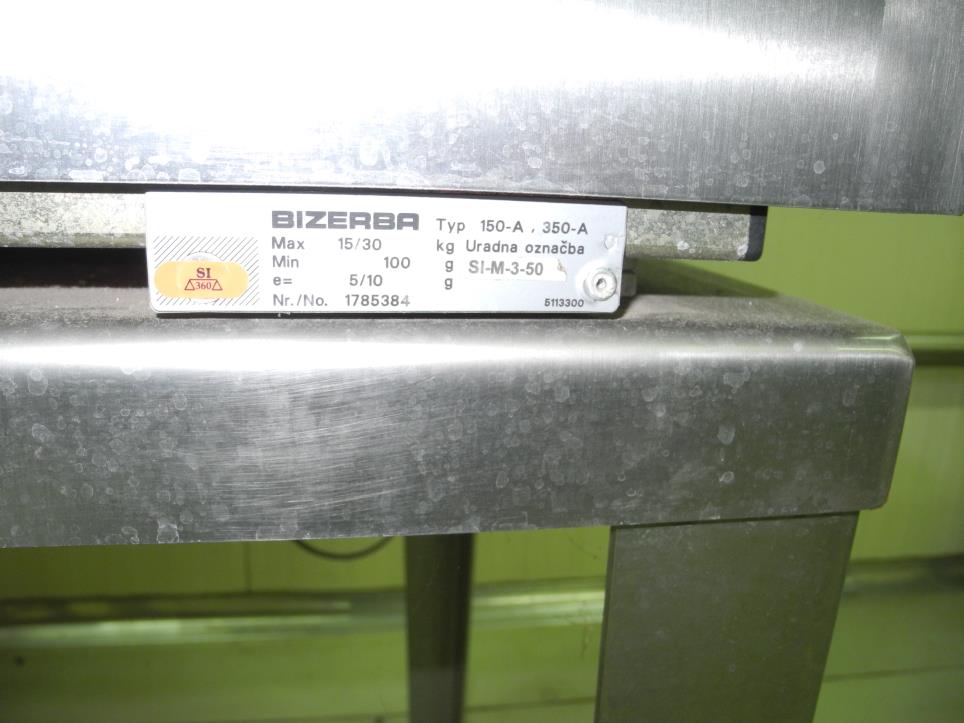 BIZERBA Typ 150-A , 350-A
Max 15/30 kg Uradna označba
Min 100 g SI-M-3-50
e= 5/10 g
Nr./No. 1785384 5113300
SI
360